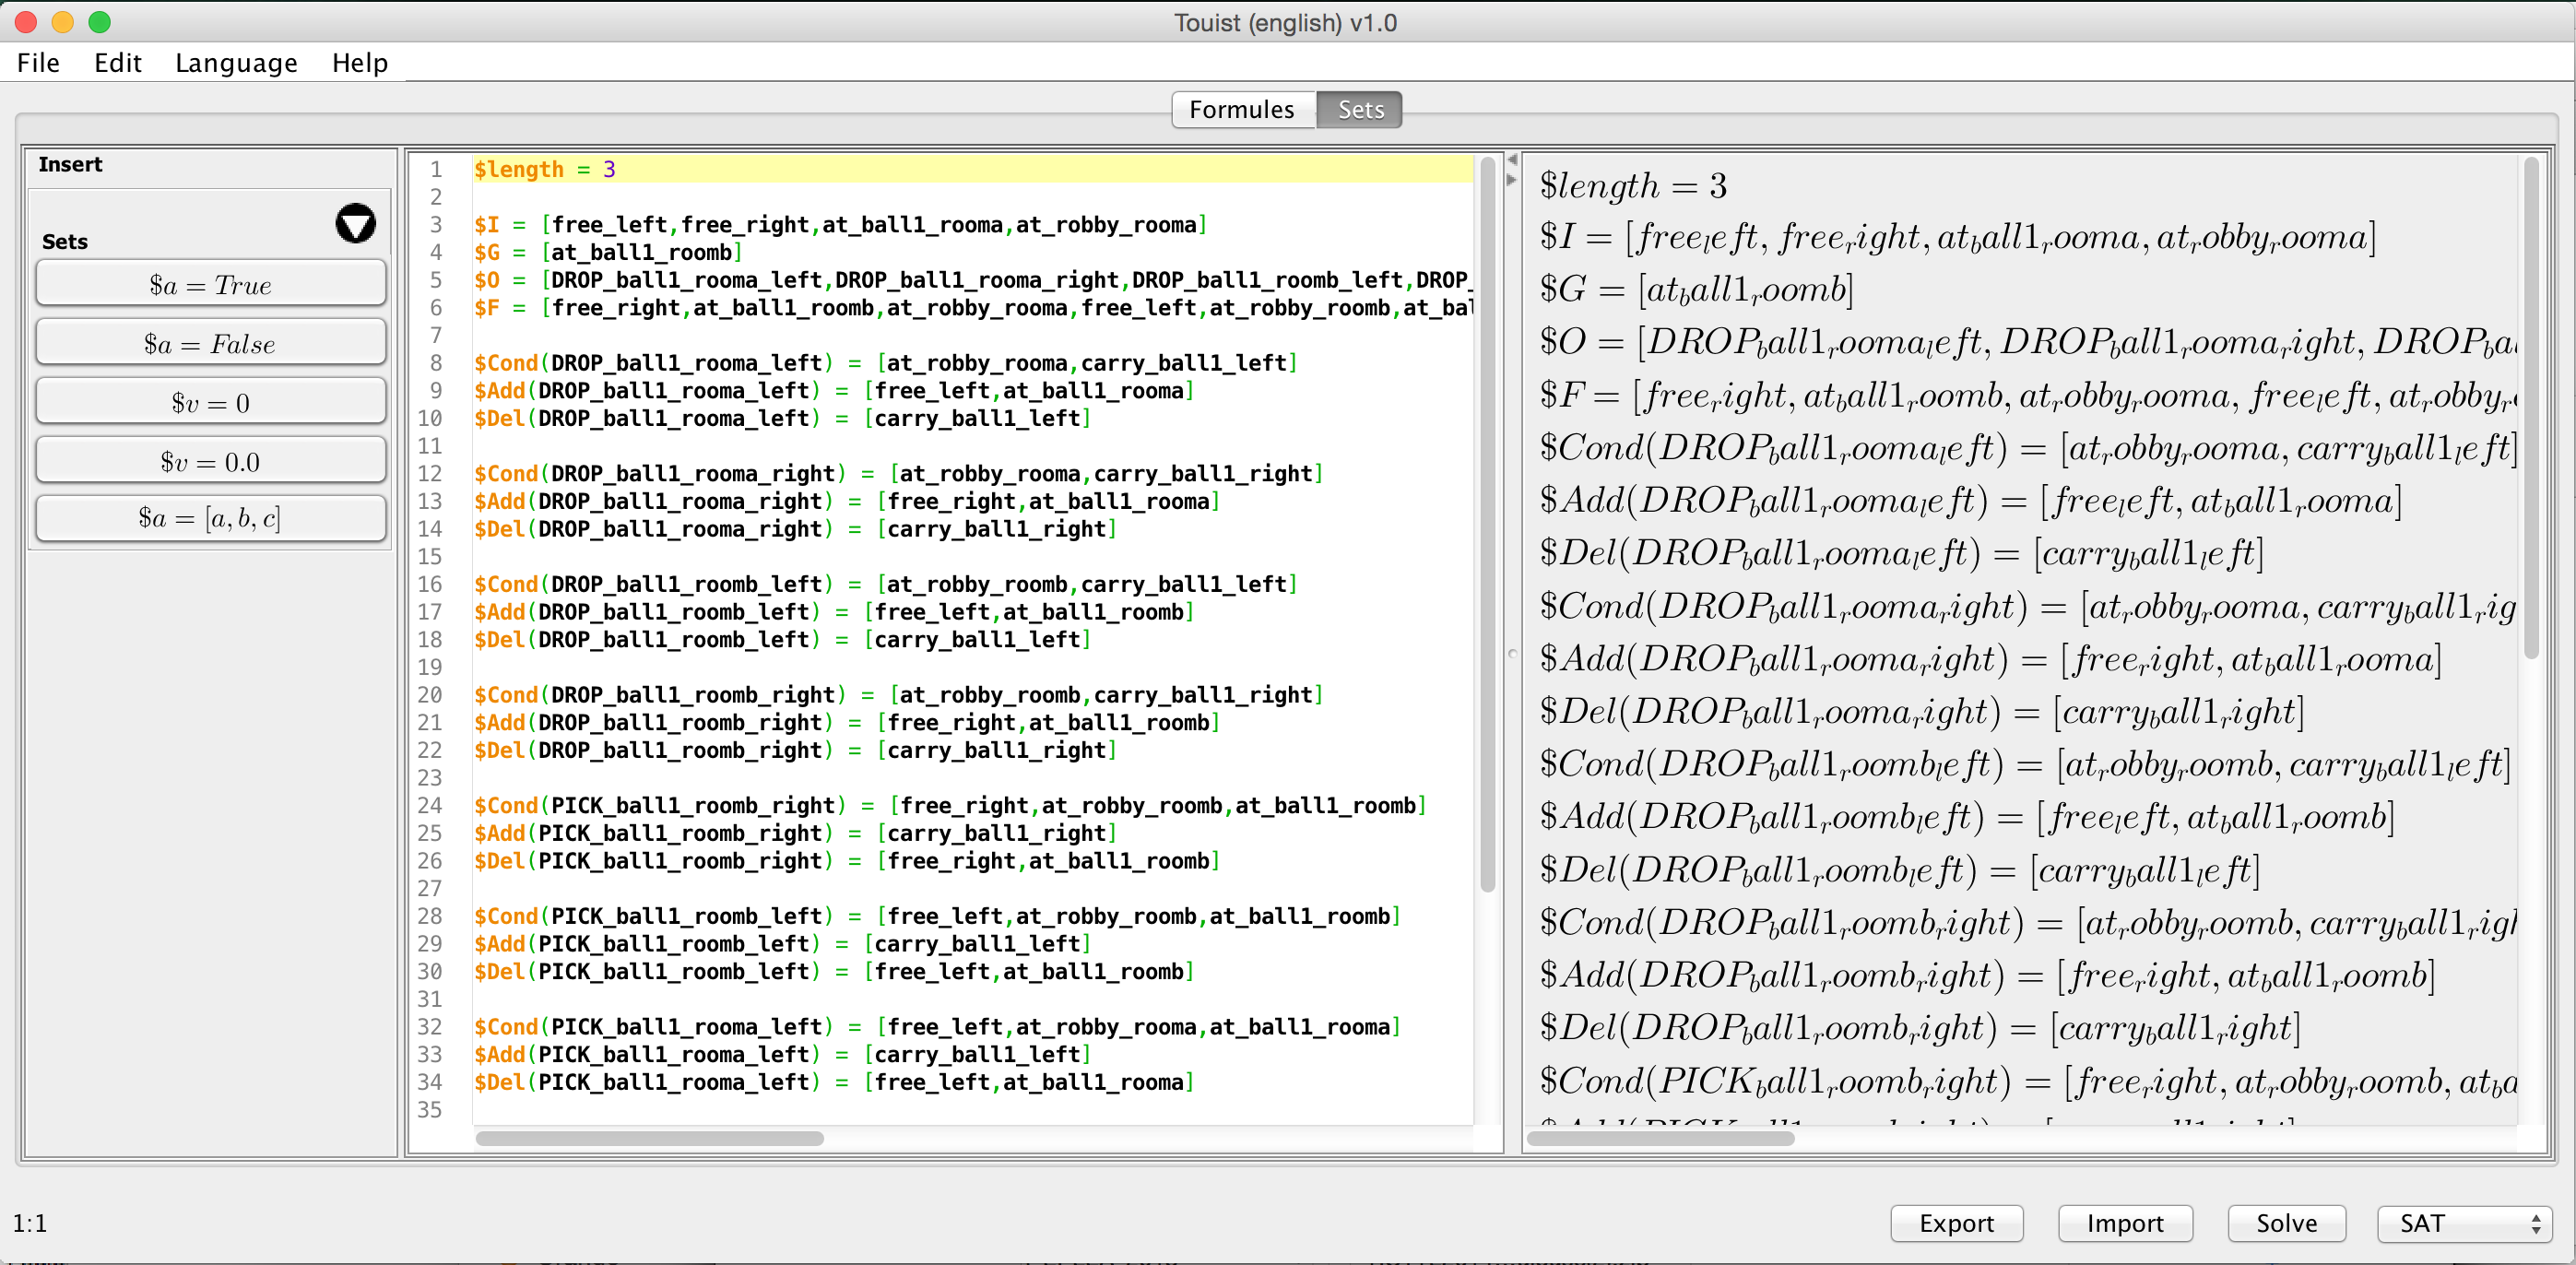 Touist (english) v1.0
File Edit Language Help
Formules Sets
Insert
Sets
$a = True
$a = False
$v = 0
$v = 0.0
$a = [a, b, c]
1 $length = 3
2
3 $I = [free_left,free_right,at_ball1_rooma,at_robby_rooma]
4 $G = [at_ball1_roomb]
5 $O = [DROP_ball1_rooma_left,DROP_ball1_rooma_right,DROP_ball1_roomb_left,DROP_
6 $F = [free_right,at_ball1_roomb,at_robby_rooma,free_left,at_robby_roomb,at_bal
7
8 $Cond(DROP_ball1_rooma_left) = [at_robby_rooma,carry_ball1_left]
9 $Add(DROP_ball1_rooma_left) = [free_left,at_ball1_rooma]
10 $Del(DROP_ball1_rooma_left) = [carry_ball1_left]
11
12 $Cond(DROP_ball1_rooma_right) = [at_robby_rooma,carry_ball1_right]
13 $Add(DROP_ball1_rooma_right) = [free_right,at_ball1_rooma]
14 $Del(DROP_ball1_rooma_right) = [carry_ball1_right]
15
16 $Cond(DROP_ball1_roomb_left) = [at_robby_roomb,carry_ball1_left]
17 $Add(DROP_ball1_roomb_left) = [free_left,at_ball1_roomb]
18 $Del(DROP_ball1_roomb_left) = [carry_ball1_left]
19
20 $Cond(DROP_ball1_roomb_right) = [at_robby_roomb,carry_ball1_right]
21 $Add(DROP_ball1_roomb_right) = [free_right,at_ball1_roomb]
22 $Del(DROP_ball1_roomb_right) = [carry_ball1_right]
23
24 $Cond(PICK_ball1_roomb_right) = [free_right,at_robby_roomb,at_ball1_roomb]
25 $Add(PICK_ball1_roomb_right) = [carry_ball1_right]
26 $Del(PICK_ball1_roomb_right) = [free_right,at_ball1_roomb]
27
28 $Cond(PICK_ball1_roomb_left) = [free_left,at_robby_roomb,at_ball1_roomb]
29 $Add(PICK_ball1_roomb_left) = [carry_ball1_left]
30 $Del(PICK_ball1_roomb_left) = [free_left,at_ball1_roomb]
31
32 $Cond(PICK_ball1_rooma_left) = [free_left,at_robby_rooma,at_ball1_rooma]
33 $Add(PICK_ball1_rooma_left) = [carry_ball1_left]
34 $Del(PICK_ball1_rooma_left) = [free_left,at_ball1_rooma]
35
$length = 3
$I = [free_left, free_right, at_ball1_rooma, at_robby_rooma]
$G = [at_ball1_roomb]
$O = [DROP_ball1_rooma_left, DROP_ball1_rooma_right, DROP_bal
$F = [free_right, at_ball1_roomb, at_robby_rooma, free_left, at_robby_r
$Cond(DROP_ball1_rooma_left) = [at_robby_rooma, carry_ball1_left]
$Add(DROP_ball1_rooma_left) = [free_left, at_ball1_rooma]
$Del(DROP_ball1_rooma_left) = [carry_ball1_left]
$Cond(DROP_ball1_rooma_right) = [at_robby_rooma, carry_ball1_rig
$Add(DROP_ball1_rooma_right) = [free_right, at_ball1_rooma]
$Del(DROP_ball1_rooma_right) = [carry_ball1_right]
$Cond(DROP_ball1_roomb_left) = [at_robby_roomb, carry_ball1_left]
$Add(DROP_ball1_roomb_left) = [free_left, at_ball1_roomb]
$Del(DROP_ball1_roomb_left) = [carry_ball1_left]
$Cond(DROP_ball1_roomb_right) = [at_robby_roomb, carry_ball1_righ
$Add(DROP_ball1_roomb_right) = [free_right, at_ball1_roomb]
$Del(DROP_ball1_roomb_right) = [carry_ball1_right]
$Cond(PICK_ball1_roomb_right) = [free_right, at_robby_roomb, at_ba
1:1
Export Import Solve SAT